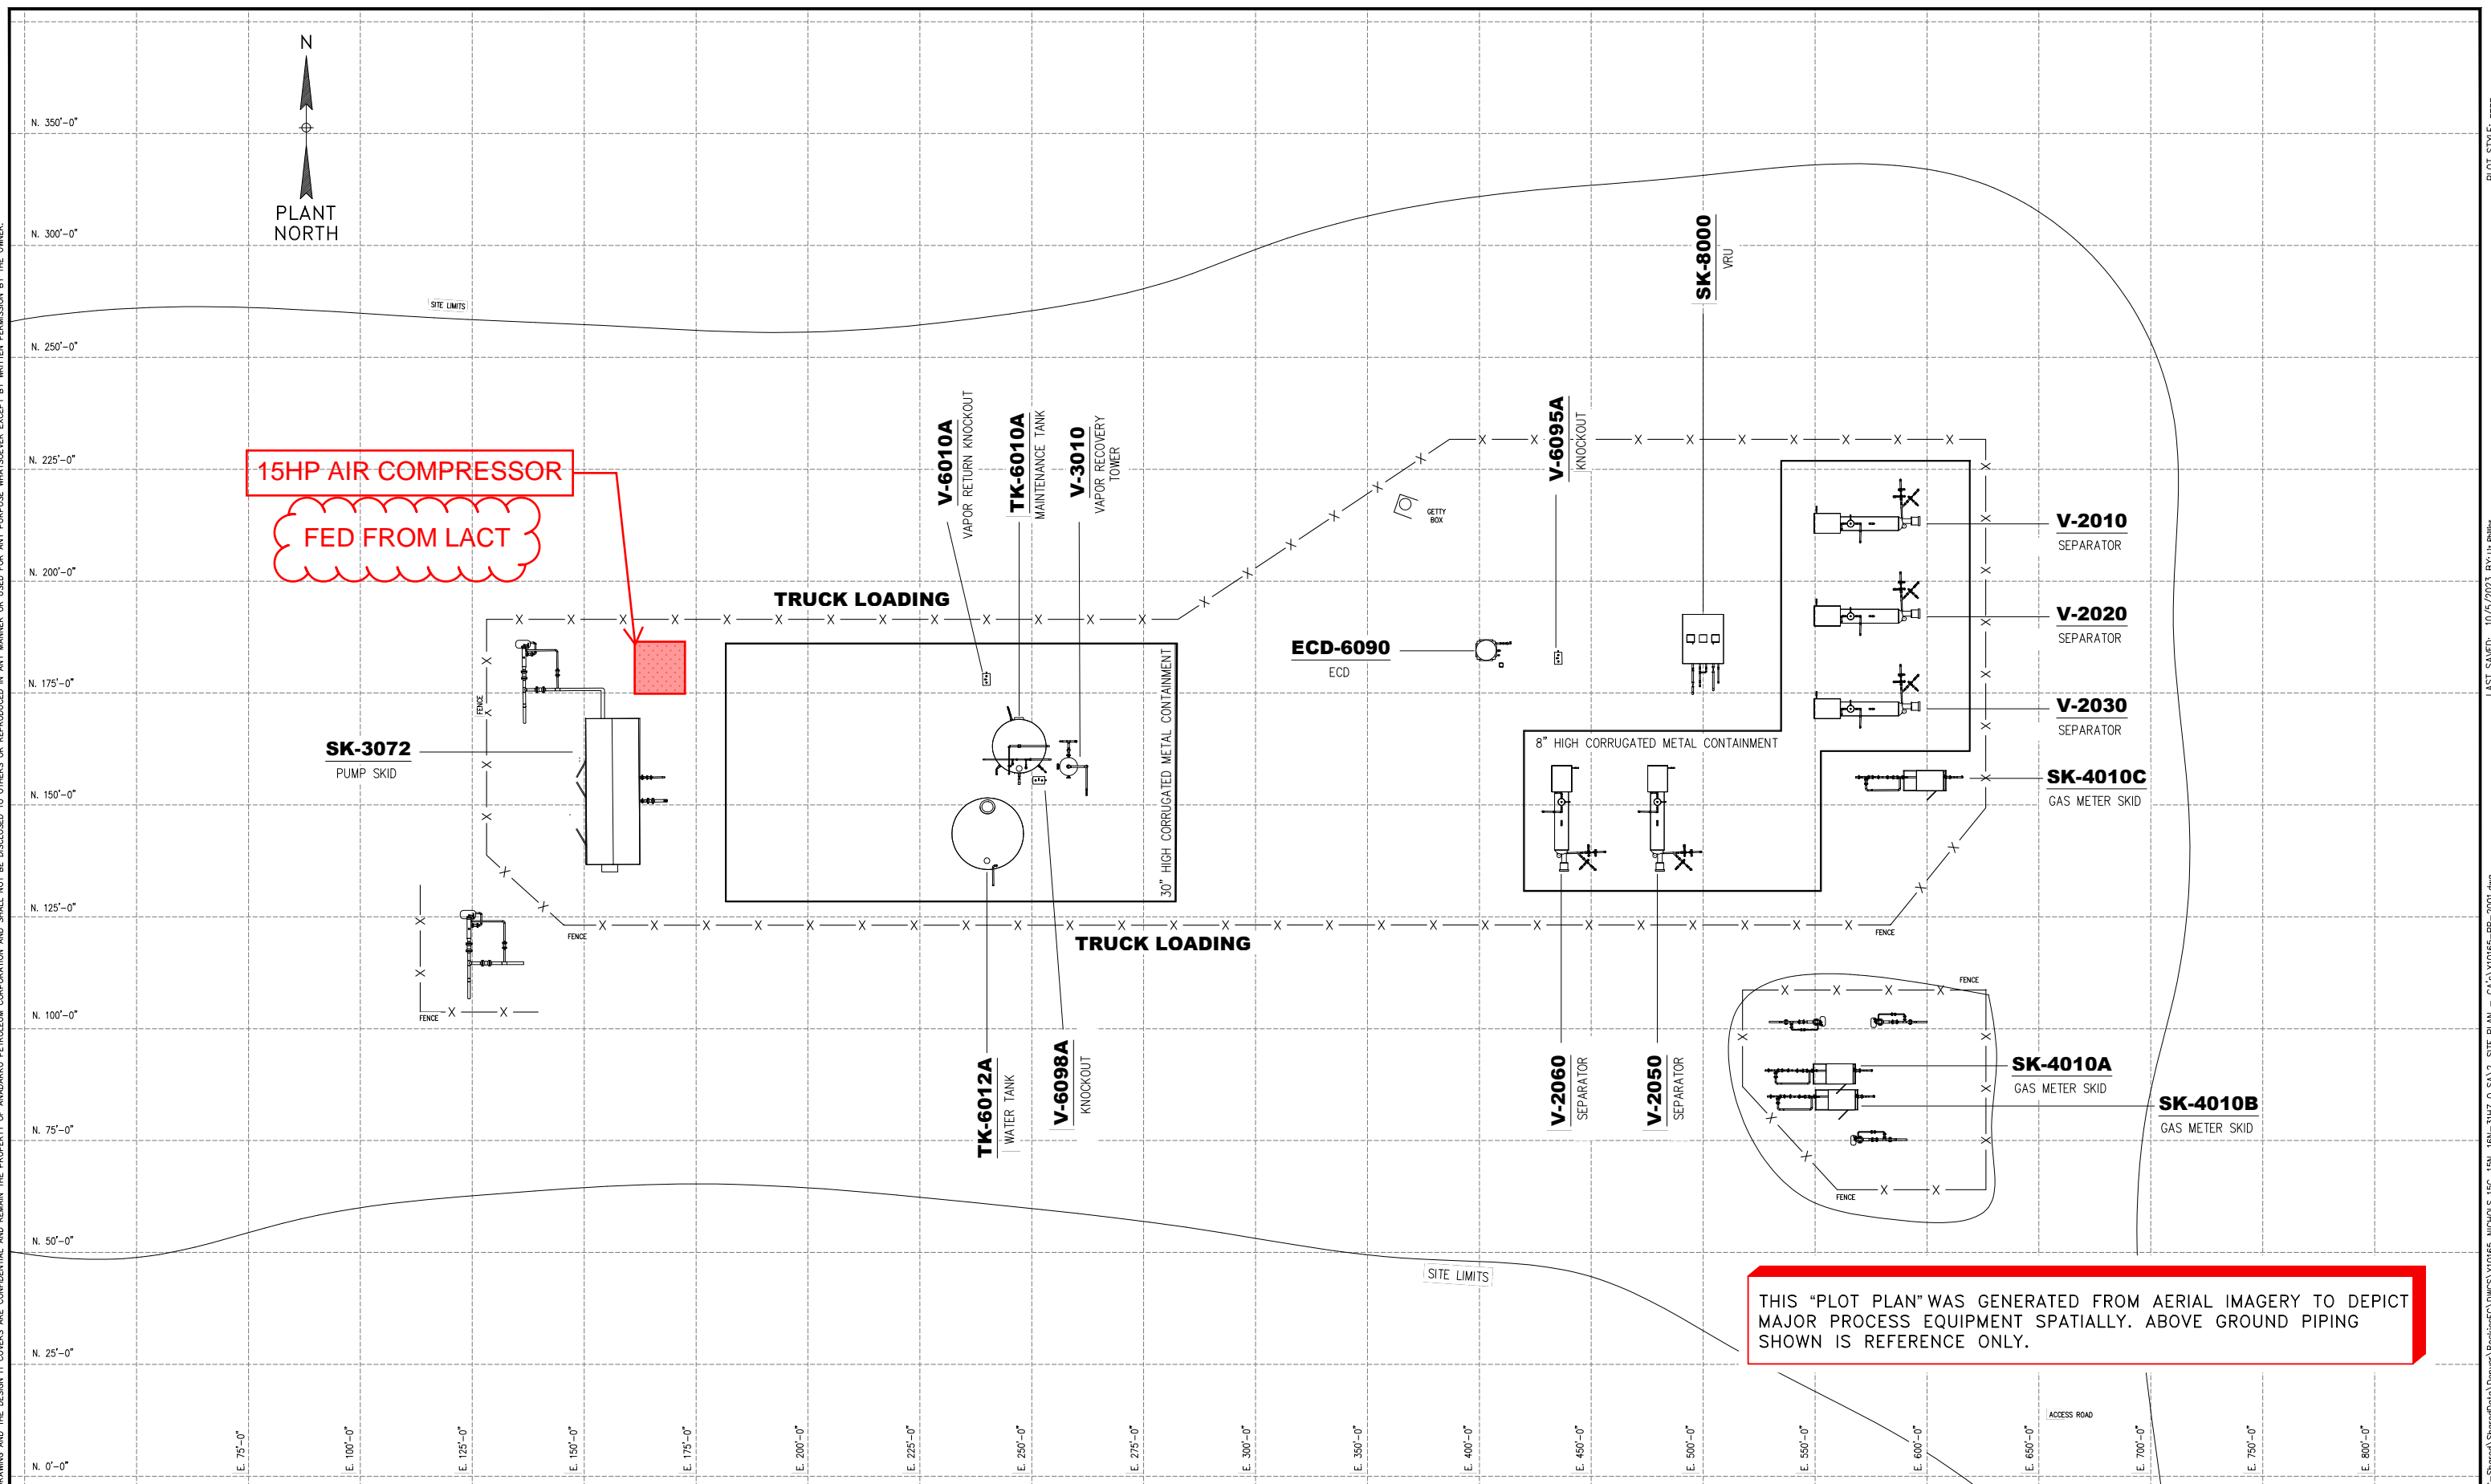 N
PLANT
NORTH
N. 350'-0"
N. 300'-0"
N. 250'-0"
N. 225'-0"
N. 200'-0"
N. 175'-0"
N. 150'-0"
N. 125'-0"
N. 100'-0"
N. 75'-0"
N. 50'-0"
N. 25'-0"
N. 0'-0"
SITE LIMITS
15HP AIR COMPRESSOR
FED FROM LACT
SK-8000
VRU
V-6010A
VAPOR RETURN KNOCKOUT
TK-6010A
MAINTENANCE TANK
V-3010
VAPOR RECOVERY
TOWER
V-6095A
KNOCKOUT
GETTY
BOX
V-2010
SEPARATOR
TRUCK LOADING
V-2020
SEPARATOR
ECD-6090
ECD
FENCE
V-2030
SEPARATOR
SK-3072
PUMP SKID
30" HIGH CORRUGATED METAL CONTAINMENT
8" HIGH CORRUGATED METAL CONTAINMENT
SK-4010C
GAS METER SKID
FENCE
TRUCK LOADING
FENCE
FENCE
FENCE
TK-6012A
WATER TANK
V-6098A
KNOCKOUT
V-2060
SEPARATOR
V-2050
SEPARATOR
SK-4010A
GAS METER SKID
SK-4010B
GAS METER SKID
FENCE
SITE LIMITS
THIS "PLOT PLAN" WAS GENERATED FROM AERIAL IMAGERY TO DEPICT
MAJOR PROCESS EQUIPMENT SPATIALLY. ABOVE GROUND PIPING
SHOWN IS REFERENCE ONLY.
ACCESS ROAD
E. 75'-0"
E. 100'-0"
E. 125'-0"
E. 150'-0"
E. 175'-0"
E. 200'-0"
E. 225'-0"
E. 250'-0"
E. 275'-0"
E. 300'-0"
E. 350'-0"
E. 400'-0"
E. 450'-0"
E. 500'-0"
E. 550'-0"
E. 600'-0"
E. 650'-0"
E. 700'-0"
E. 750'-0"
E. 800'-0"